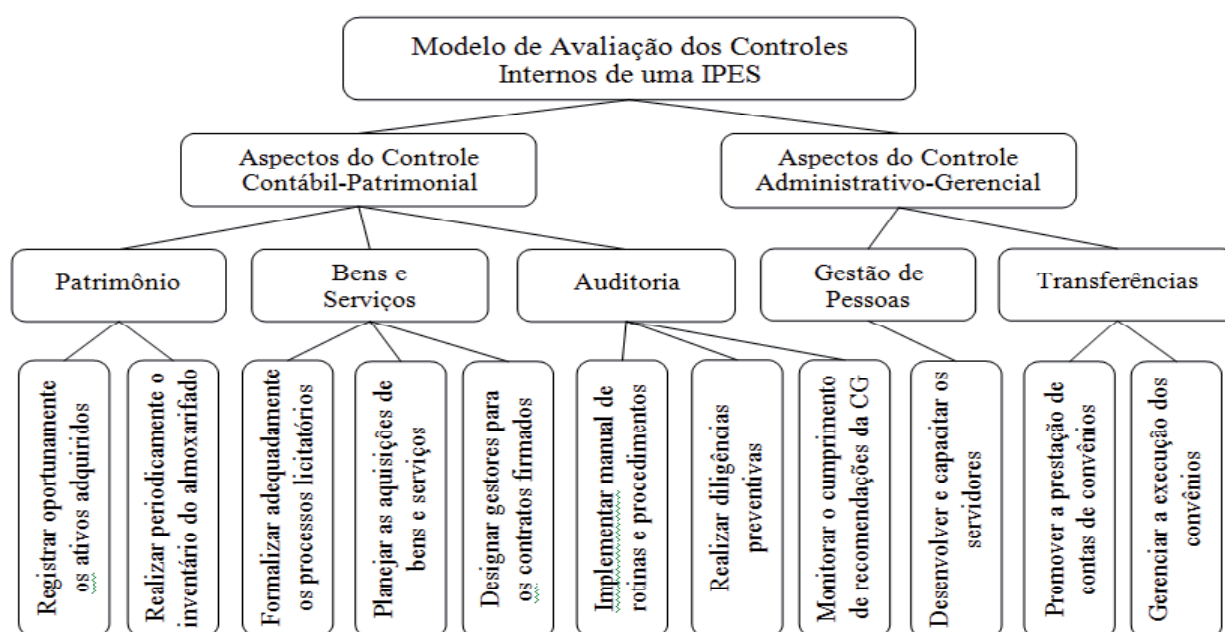 Modelo de Avaliação dos Controles
Internos de uma IPES
Aspectos do Controle
Contábil-Patrimonial
Aspectos do Controle
Administrativo-Gerencial
Patrimônio
Bens e
Serviços
Auditoria
Gestão de
Pessoas
Transferências
Registrar oportunamente
os ativos adquiridos
Realizar periodicamente o
inventário do almoxarifado
Formalizar adequadamente
os processos licitatórios
Planejar as aquisições de
bens e serviços
Designar gestores para
os contratos firmados
Implementar manual de
rotinas e procedimentos
Realizar diligências
preventivas
Monitorar o cumprimento
de recomendações da CG
Desenvolver e capacitar os
servidores
Promover a prestação de
contas de convênios
Gerenciar a execução dos
convênios